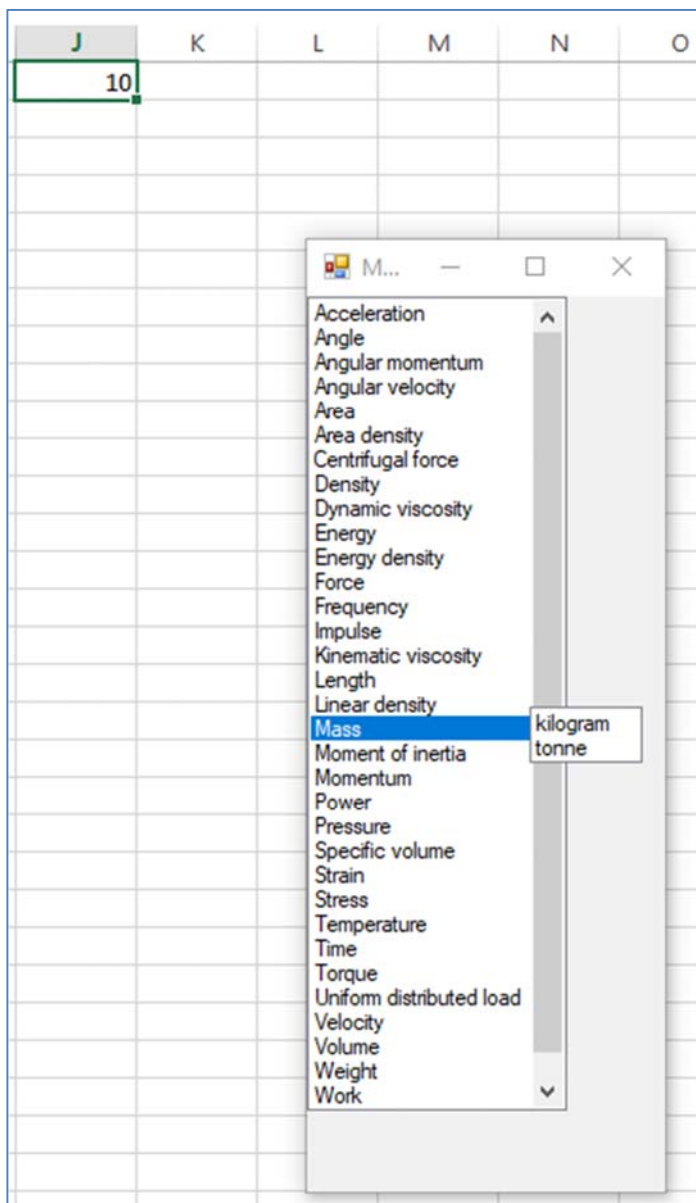 J K L M N O
10
M...
Acceleration
Angle
Angular momentum
Angular velocity
Area
Area density
Centrifugal force
Density
Dynamic viscosity
Energy
Energy density
Force
Frequency
Impulse
Kinematic viscosity
Length
Linear density
Mass
kilogram
tonne
Moment of inertia
Momentum
Power
Pressure
Specific volume
Strain
Stress
Temperature
Time
Torque
Uniform distributed load
Velocity
Volume
Weight
Work